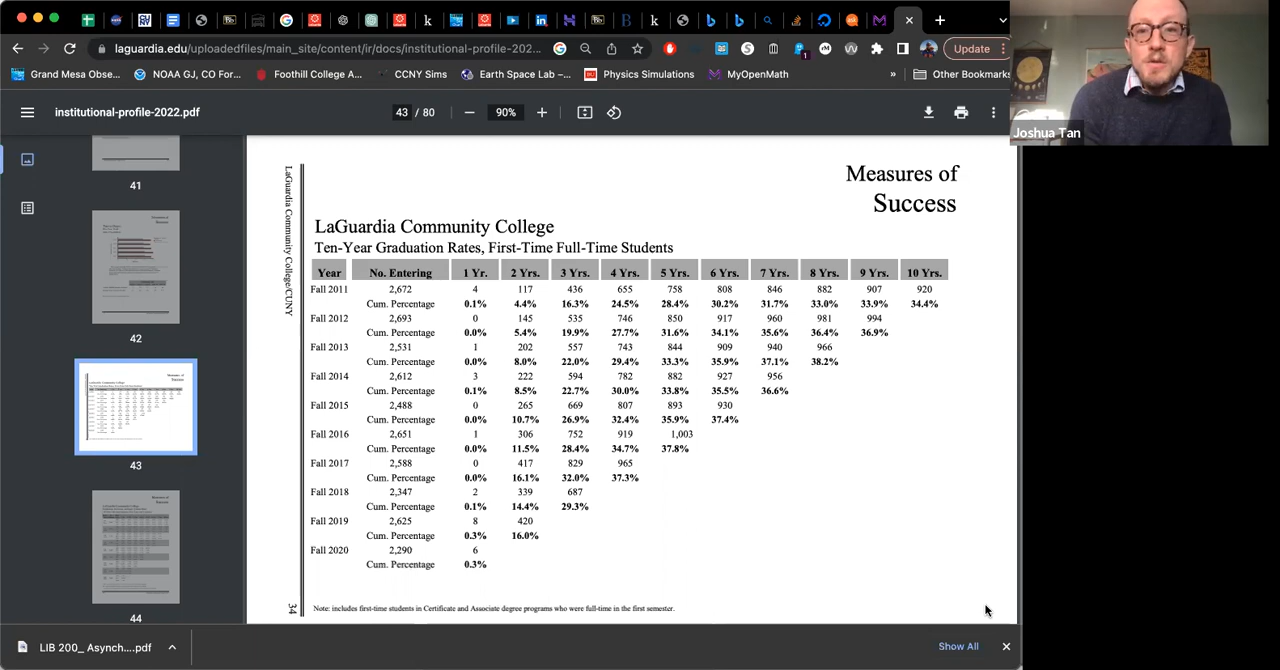 Update
laguardia.edu/uploadedfiles/main_site/content/ir/docs/institutional-profile-202...
Grand Mesa Obse...
NOAA GJ, CO For...
Foothill College A...
CCNY Sims
Earth Space Lab –...
Physics Simulations
MyOpenMath
»
Other Bookmarks
institutional-profile-2022.pdf
43 / 80
90%
Joshua Tan
41
42
43
44
LaGuardia Community College/CUNY
34
Measures of
Success
LaGuardia Community College
Ten-Year Graduation Rates, First-Time Full-Time Students
Year No. Entering 1 Yr. 2 Yrs. 3 Yrs. 4 Yrs. 5 Yrs. 6 Yrs. 7 Yrs. 8 Yrs. 9 Yrs. 10 Yrs.
Fall 2011 2,672 4 117 436 655 758 808 846 882 907 920
Cum. Percentage 0.1% 4.4% 16.3% 24.5% 28.4% 30.2% 31.7% 33.0% 33.9% 34.4%
Fall 2012 2,693 0 145 535 746 850 917 960 981 994
Cum. Percentage 0.0% 5.4% 19.9% 27.7% 31.6% 34.1% 35.6% 36.4% 36.9%
Fall 2013 2,531 1 202 557 743 844 909 940 966
Cum. Percentage 0.0% 8.0% 22.0% 29.4% 33.3% 35.9% 37.1% 38.2%
Fall 2014 2,612 3 222 594 782 882 927 956
Cum. Percentage 0.1% 8.5% 22.7% 30.0% 33.8% 35.5% 36.6%
Fall 2015 2,488 0 265 669 807 893 930
Cum. Percentage 0.0% 10.7% 26.9% 32.4% 35.9% 37.4%
Fall 2016 2,651 1 306 752 919 1,003
Cum. Percentage 0.0% 11.5% 28.4% 34.7% 37.8%
Fall 2017 2,588 0 417 829 965
Cum. Percentage 0.0% 16.1% 32.0% 37.3%
Fall 2018 2,347 2 339 687
Cum. Percentage 0.1% 14.4% 29.3%
Fall 2019 2,625 8 420
Cum. Percentage 0.3% 16.0%
Fall 2020 2,290 6
Cum. Percentage 0.3%
Note: includes first-time students in Certificate and Associate degree programs who were full-time in the first semester.
LIB 200_ Asynch....pdf
Show All